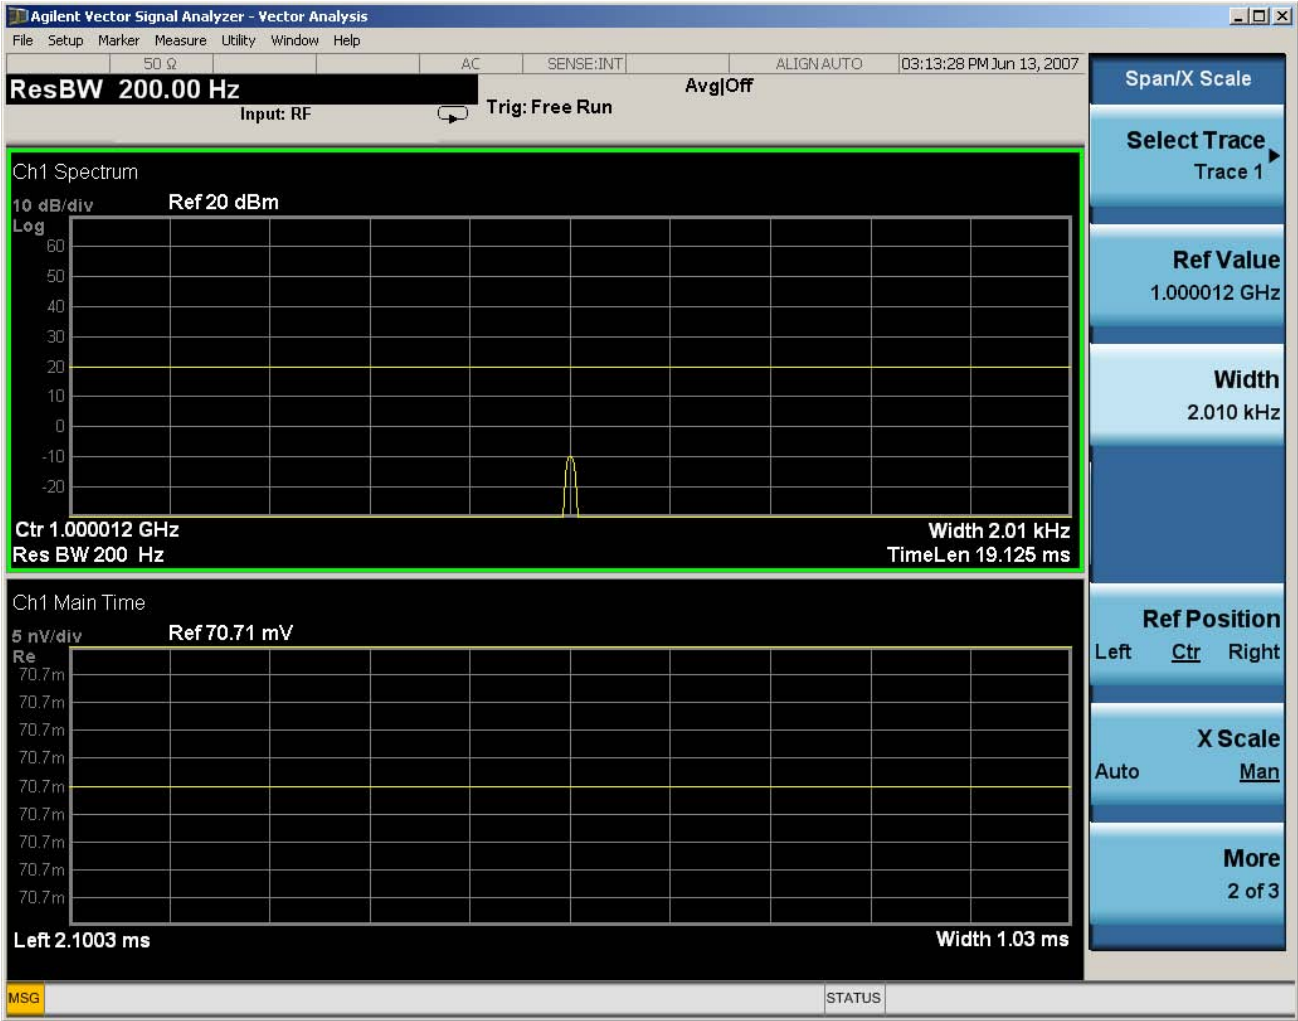 Agilent Vector Signal Analyzer - Vector Analysis
File Setup Marker Measure Utility Window Help
50 Ω AC SENSE:INT ALIGN AUTO 03:13:28 PM Jun 13, 2007
ResBW 200.00 Hz
Input: RF
Trig: Free Run
Avg|Off
Ch1 Spectrum
10 dB/div Ref 20 dBm
Log
60
50
40
30
20
10
0
-10
-20
Ctr 1.000012 GHz Width 2.01 kHz
Res BW 200 Hz TimeLen 19.125 ms
Ch1 Main Time
5 nV/div Ref 70.71 mV
Re
70.7m
70.7m
70.7m
70.7m
70.7m
70.7m
70.7m
70.7m
70.7m
Left 2.1003 ms Width 1.03 ms
Span/X Scale
Select Trace
Trace 1
Ref Value
1.000012 GHz
Width
2.010 kHz
Ref Position
Left Ctr Right
X Scale
Auto Man
More
2 of 3
MSG STATUS